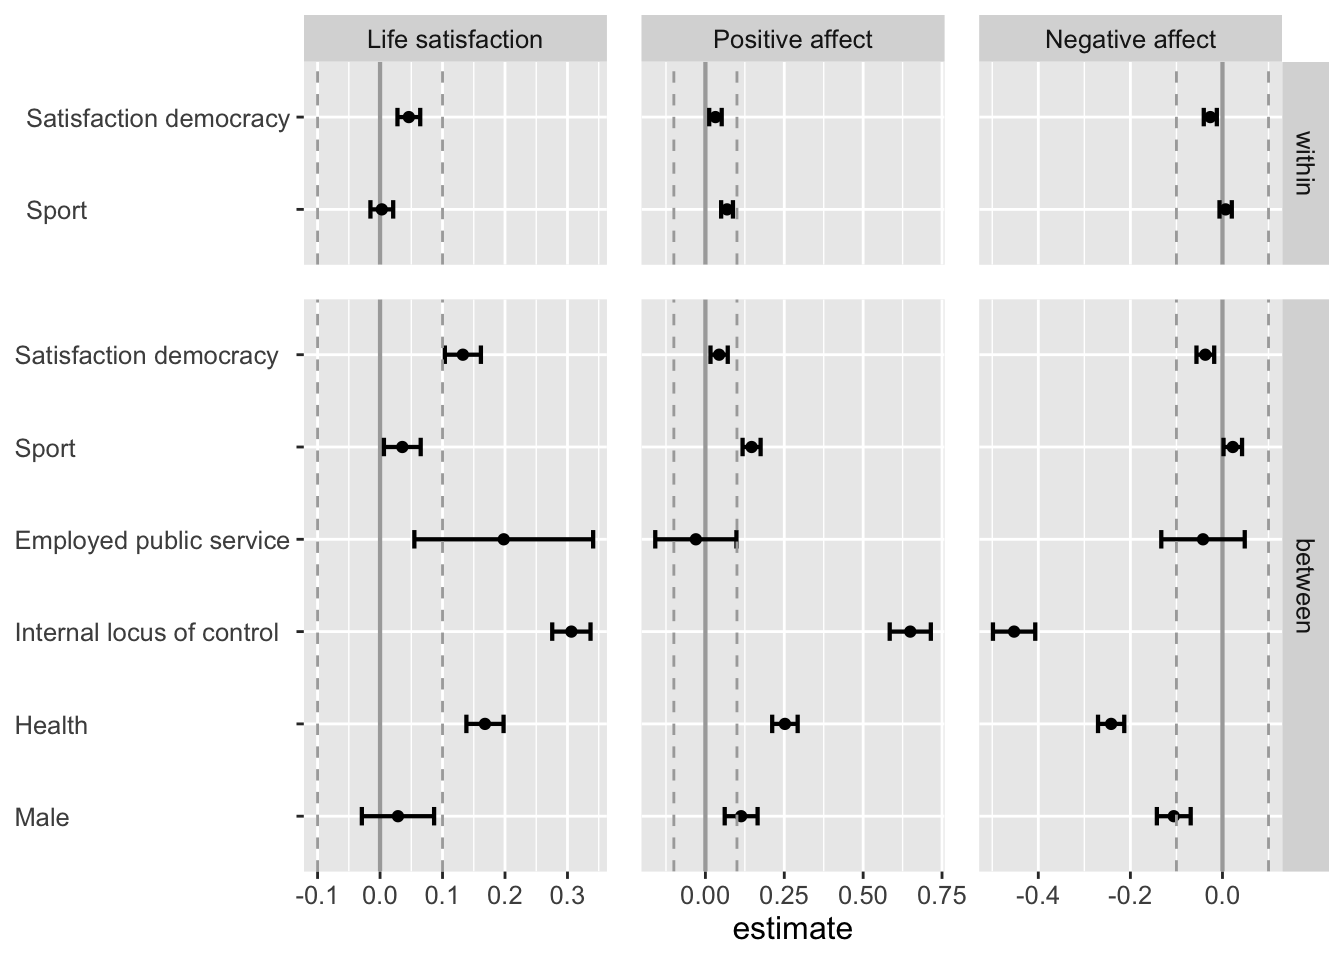 Life satisfaction
Positive affect
Negative affect
Satisfaction democracy
Sport
within
Satisfaction democracy
Sport
Employed public service
Internal locus of control
Health
Male
between
-0.1 0.0 0.1 0.2 0.3
0.00 0.25 0.50 0.75
-0.4 -0.2 0.0
estimate